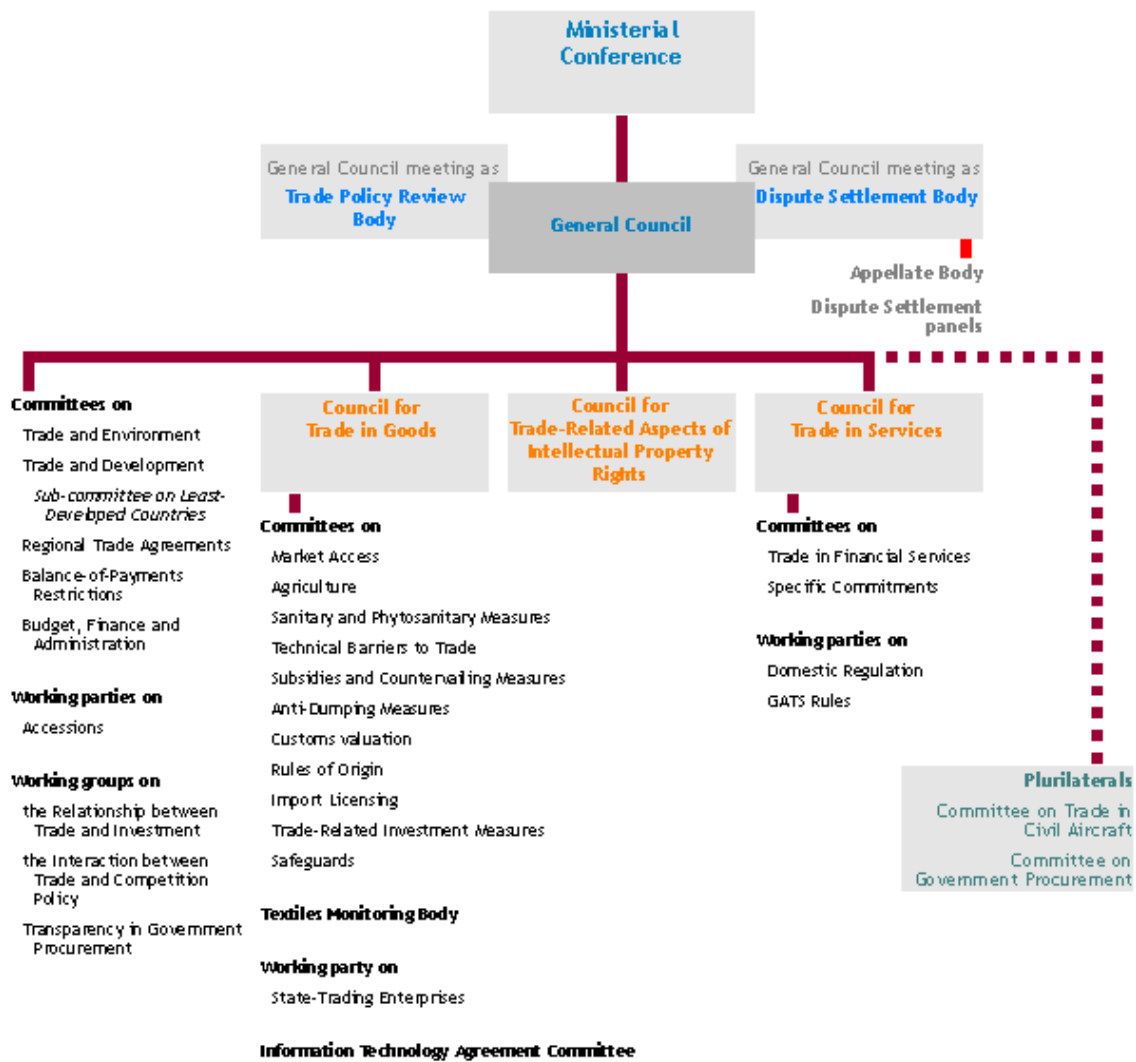 Ministerial
Conference
General Council meeting as
Trade Policy Review
Body
General Council
General Council meeting as
Dispute Settlement Body
Appellate Body
Dispute Settlement
panels
Committees on
Trade and Environment
Trade and Development
Sub-committee on Least-
Developed Countries
Regional Trade Agreements
Balance-of-Payments
Restrictions
Budget, Finance and
Administration
Working parties on
Accessions
Working groups on
the Relationship between
Trade and Investment
the Interaction between
Trade and Competition
Policy
Transparency in Government
Procurement
Council for
Trade in Goods
Committees on
Market Access
Agriculture
Sanitary and Phytosanitary Measures
Technical Barriers to Trade
Subsidies and Countervailing Measures
Anti-Dumping Measures
Customs valuation
Rules of Origin
Import Licensing
Trade-Related Investment Measures
Safeguards
Textiles Monitoring Body
Working party on
State-Trading Enterprises
Information Technology Agreement Committee
Council for
Trade-Related Aspects of
Intellectual Property
Rights
Council for
Trade in Services
Committees on
Trade in Financial Services
Specific Commitments
Working parties on
Domestic Regulation
GATS Rules
Plurilaterals
Committee on Trade in
Civil Aircraft
Committee on
Government Procurement